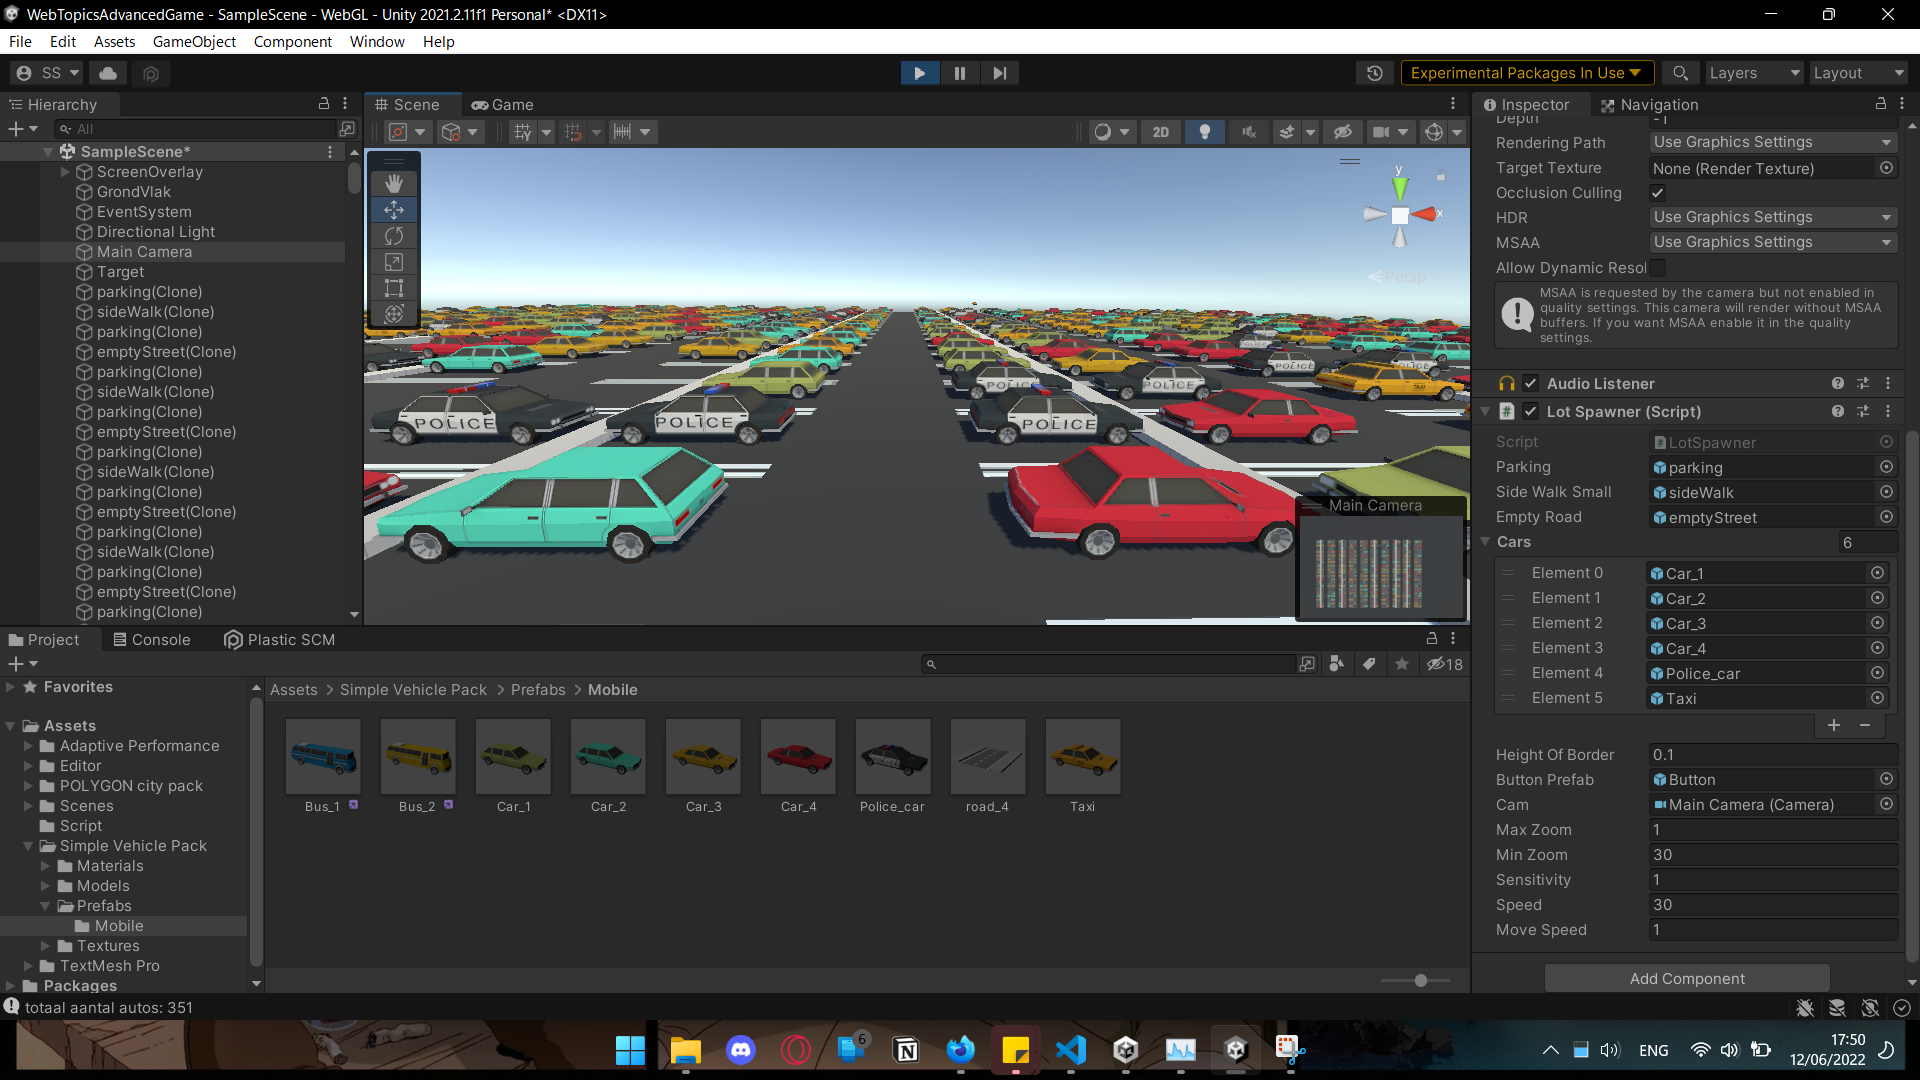 WebTopicsAdvancedGame - SampleScene - WebGL - Unity 2021.2.11f1 Personal* <DX11>
File Edit Assets GameObject Component Window Help
SS
Experimental Packages In Use
Layers
Layout
Hierarchy
All
SampleScene*
ScreenOverlay
GrondVlak
EventSystem
Directional Light
Main Camera
Target
parking(Clone)
sideWalk(Clone)
parking(Clone)
emptyStreet(Clone)
parking(Clone)
sideWalk(Clone)
parking(Clone)
emptyStreet(Clone)
parking(Clone)
sideWalk(Clone)
parking(Clone)
emptyStreet(Clone)
parking(Clone)
sideWalk(Clone)
parking(Clone)
emptyStreet(Clone)
parking(Clone)
Scene Game
2D
y
x
Persp
POLICE
POLICE
POLICE
POLICE
POLICE
Main Camera
Inspector Navigation
Depth -1
Rendering Path Use Graphics Settings
Target Texture None (Render Texture)
Occlusion Culling
HDR Use Graphics Settings
MSAA Use Graphics Settings
Allow Dynamic Resol
MSAA is requested by the camera but not enabled in
quality settings. This camera will render without MSAA
buffers. If you want MSAA enable it in the quality
settings.
Audio Listener
Lot Spawner (Script)
Script LotSpawner
Parking parking
Side Walk Small sideWalk
Empty Road emptyStreet
Cars 6
Element 0 Car_1
Element 1 Car_2
Element 2 Car_3
Element 3 Car_4
Element 4 Police_car
Element 5 Taxi
Height Of Border 0.1
Button Prefab Button
Cam Main Camera (Camera)
Max Zoom 1
Min Zoom 30
Sensitivity 1
Speed 30
Move Speed 1
Add Component
Project Console Plastic SCM
18
Favorites
Assets
Adaptive Performance
Editor
POLYGON city pack
Scenes
Script
Simple Vehicle Pack
Materials
Models
Prefabs
Mobile
Textures
TextMesh Pro
Packages
Assets > Simple Vehicle Pack > Prefabs > Mobile
Bus_1 Bus_2 Car_1 Car_2 Car_3 Car_4 Police_car road_4 Taxi
totaal aantal autos: 351
6
ENG
17:50
12/06/2022